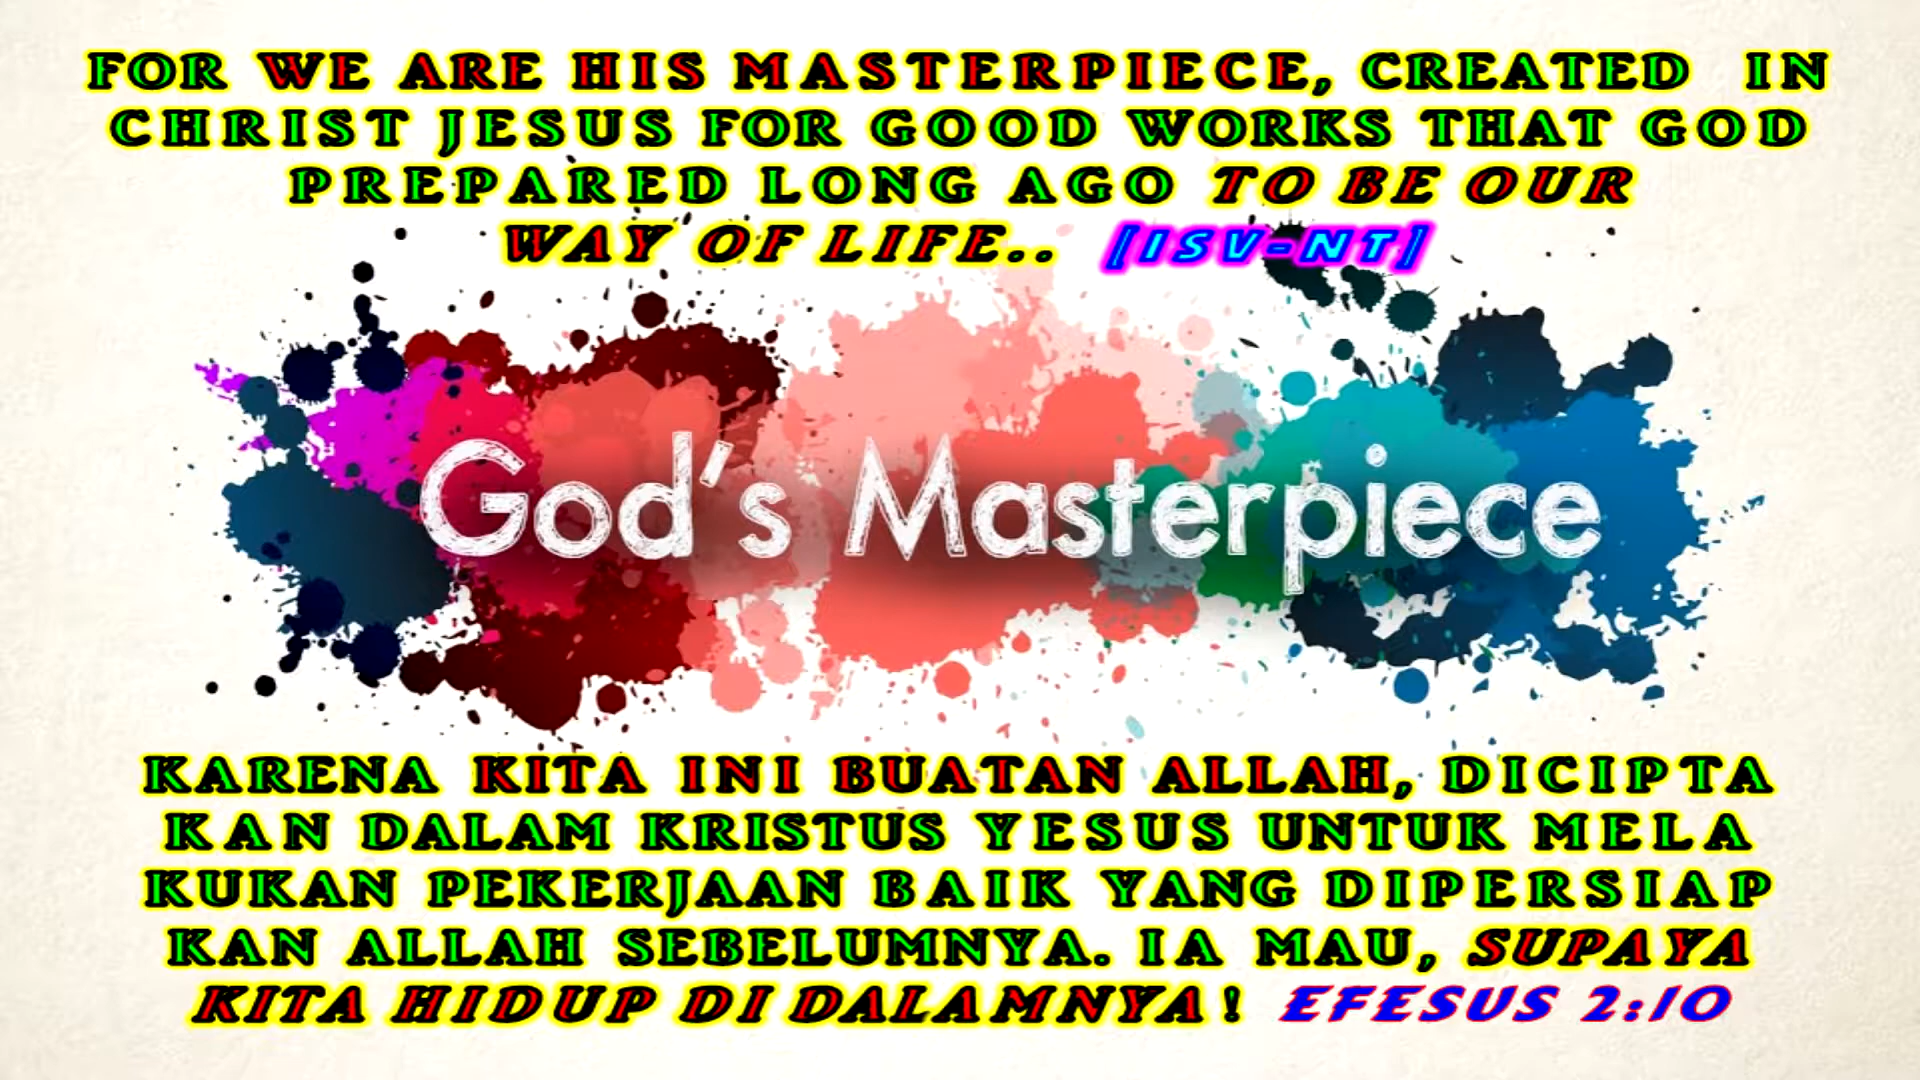 FOR WE ARE HIS MASTERPIECE, CREATED IN
CHRIST JESUS FOR GOOD WORKS THAT GOD
PREPARED LONG AGO TO BE OUR
WAY OF LIFE.. [ISV-NT]
God's Masterpiece
KARENA KITA INI BUATAN ALLAH, DICIPTA
KAN DALAM KRISTUS YESUS UNTUK MELA
KUKAN PEKERJAAN BAIK YANG DIPERSIAP
KAN ALLAH SEBELUMNYA. IA MAU, SUPAYA
KITA HIDUP DI DALAMNYA! EFESUS 2:10